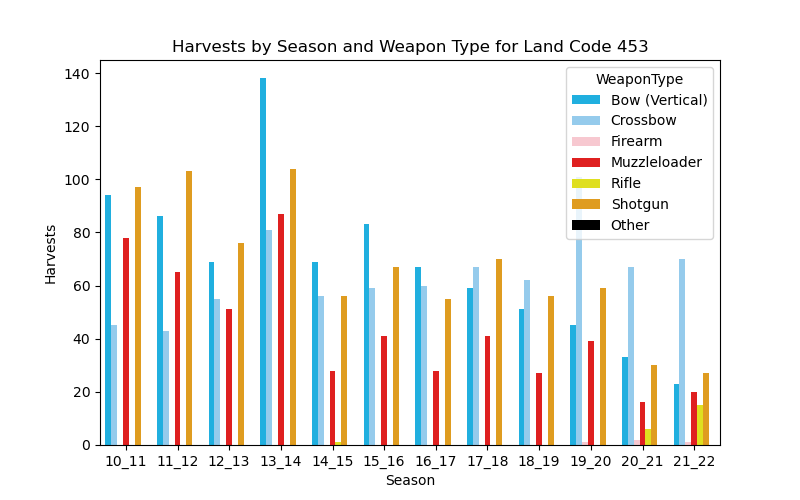 Harvests by Season and Weapon Type for Land Code 453
140
120
100
80
60
40
20
0
Harvests
WeaponType
Bow (Vertical)
Crossbow
Firearm
Muzzleloader
Rifle
Shotgun
Other
10_11 11_12 12_13 13_14 14_15 15_16 16_17 17_18 18_19 19_20 20_21 21_22
Season